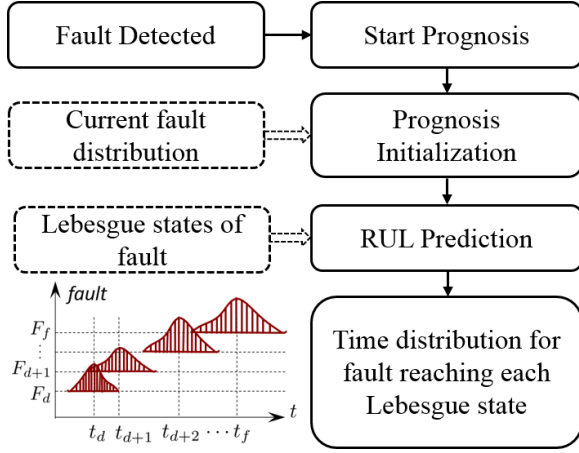 Fault Detected
Start Prognosis
Current fault
distribution
Prognosis
Initialization
Lebesgue states of
fault
RUL Prediction
Time distribution for
fault reaching each
Lebesgue state
fault
F_f
⋮
F_{d+1}
F_d
t
t_d t_{d+1} t_{d+2} ⋯ t_f